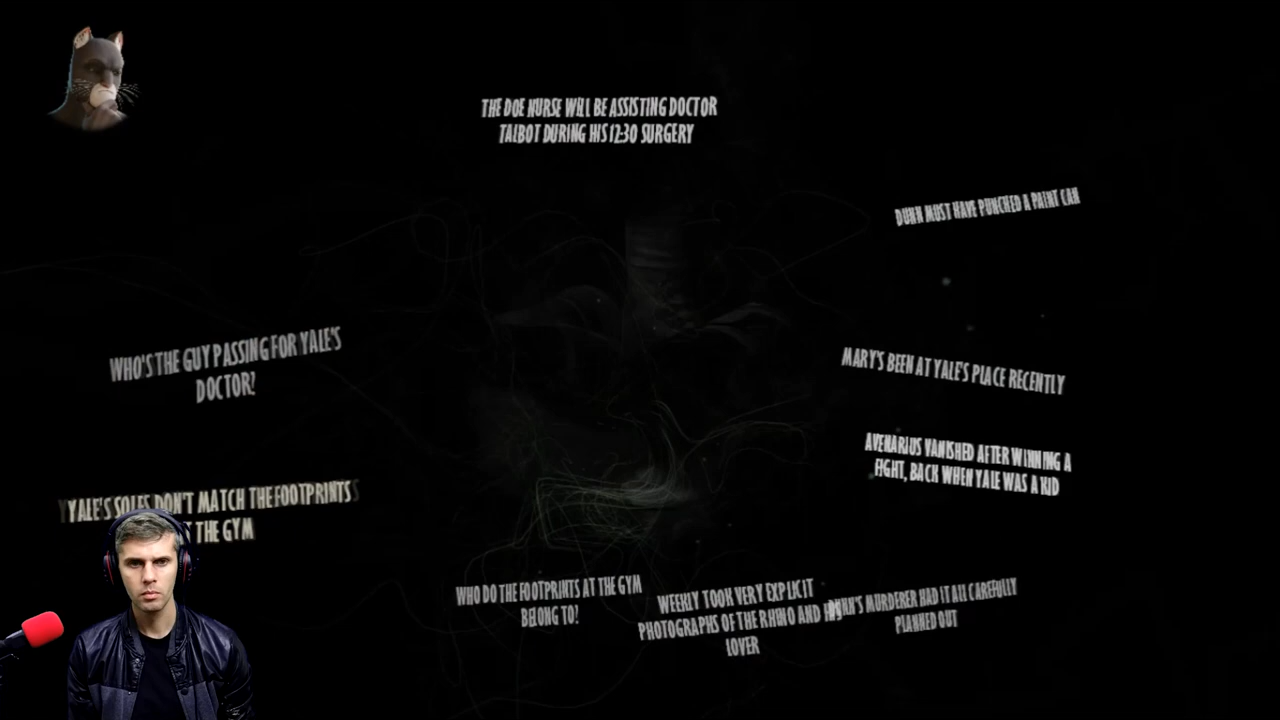 THE DOE NURSE WILL BE ASSISTING DOCTOR
TALBOT DURING HIS 12:30 SURGERY
DUNN MUST HAVE PUNCHED A PAINT CAN
WHO'S THE GUY PASSING FOR YALE'S
DOCTOR?
MARY'S BEEN AT YALE'S PLACE RECENTLY
AVENARIUS VANISHED AFTER WINNING A
FIGHT, BACK WHEN YALE WAS A KID
YALE'S SOLES DON'T MATCH THE FOOTPRINTS
THE GYM
WHO DO THE FOOTPRINTS AT THE GYM
BELONG TO?
WEEKLY TOOK VERY EXPLICIT
PHOTOGRAPHS OF THE RHINO AND HIS
LOVER
MURDERER HAD IT ALL CAREFULLY
PLANNED OUT